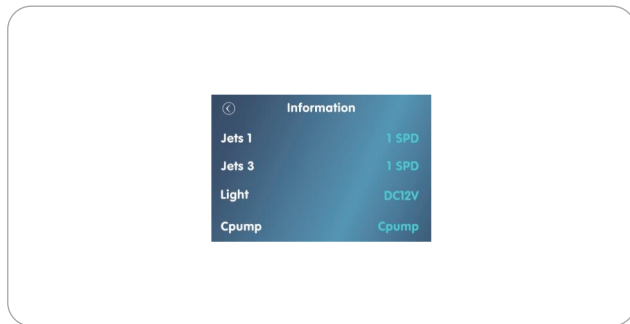 Information
Jets 1 1 SPD
Jets 3 1 SPD
Light DC12V
Cpump Cpump